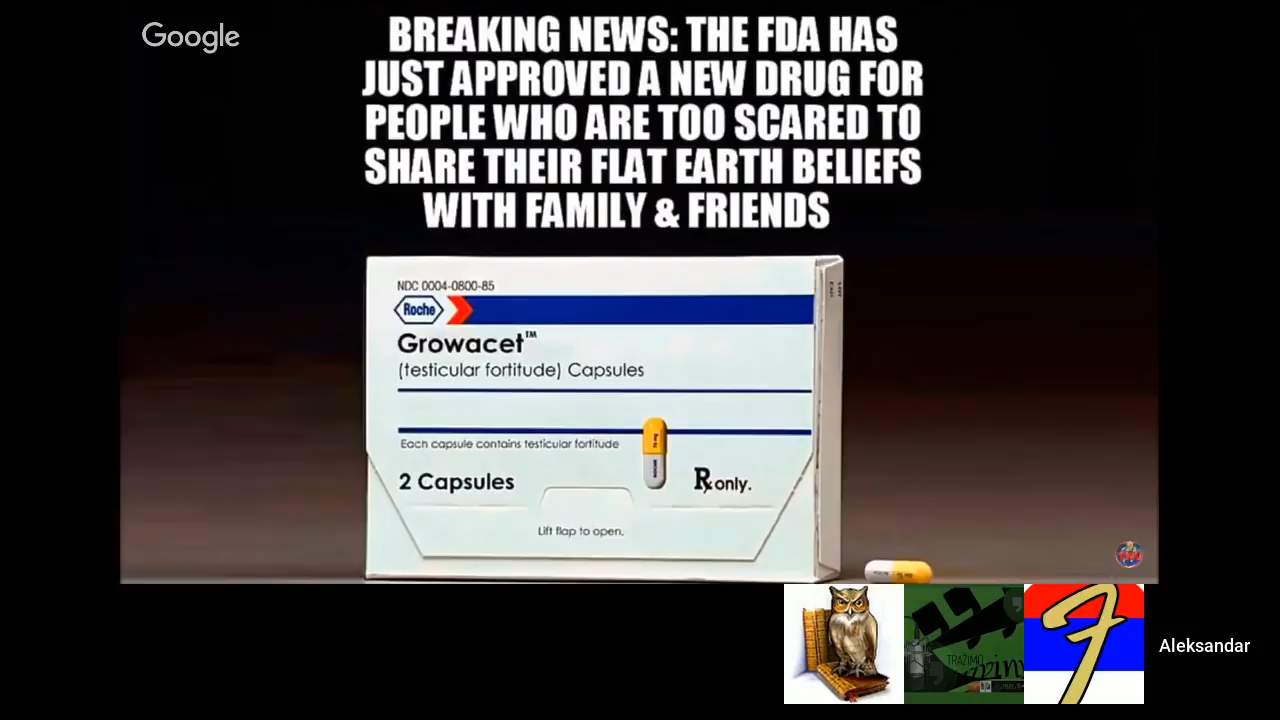 Google
BREAKING NEWS: THE FDA HAS
JUST APPROVED A NEW DRUG FOR
PEOPLE WHO ARE TOO SCARED TO
SHARE THEIR FLAT EARTH BELIEFS
WITH FAMILY & FRIENDS
NDC 0004-0800-85
Roche
Growacet™
(testicular fortitude) Capsules
Each capsule contains testicular fortitude
2 Capsules
℞ only.
Lift flap to open.
TRAŽIMO
Aleksandar